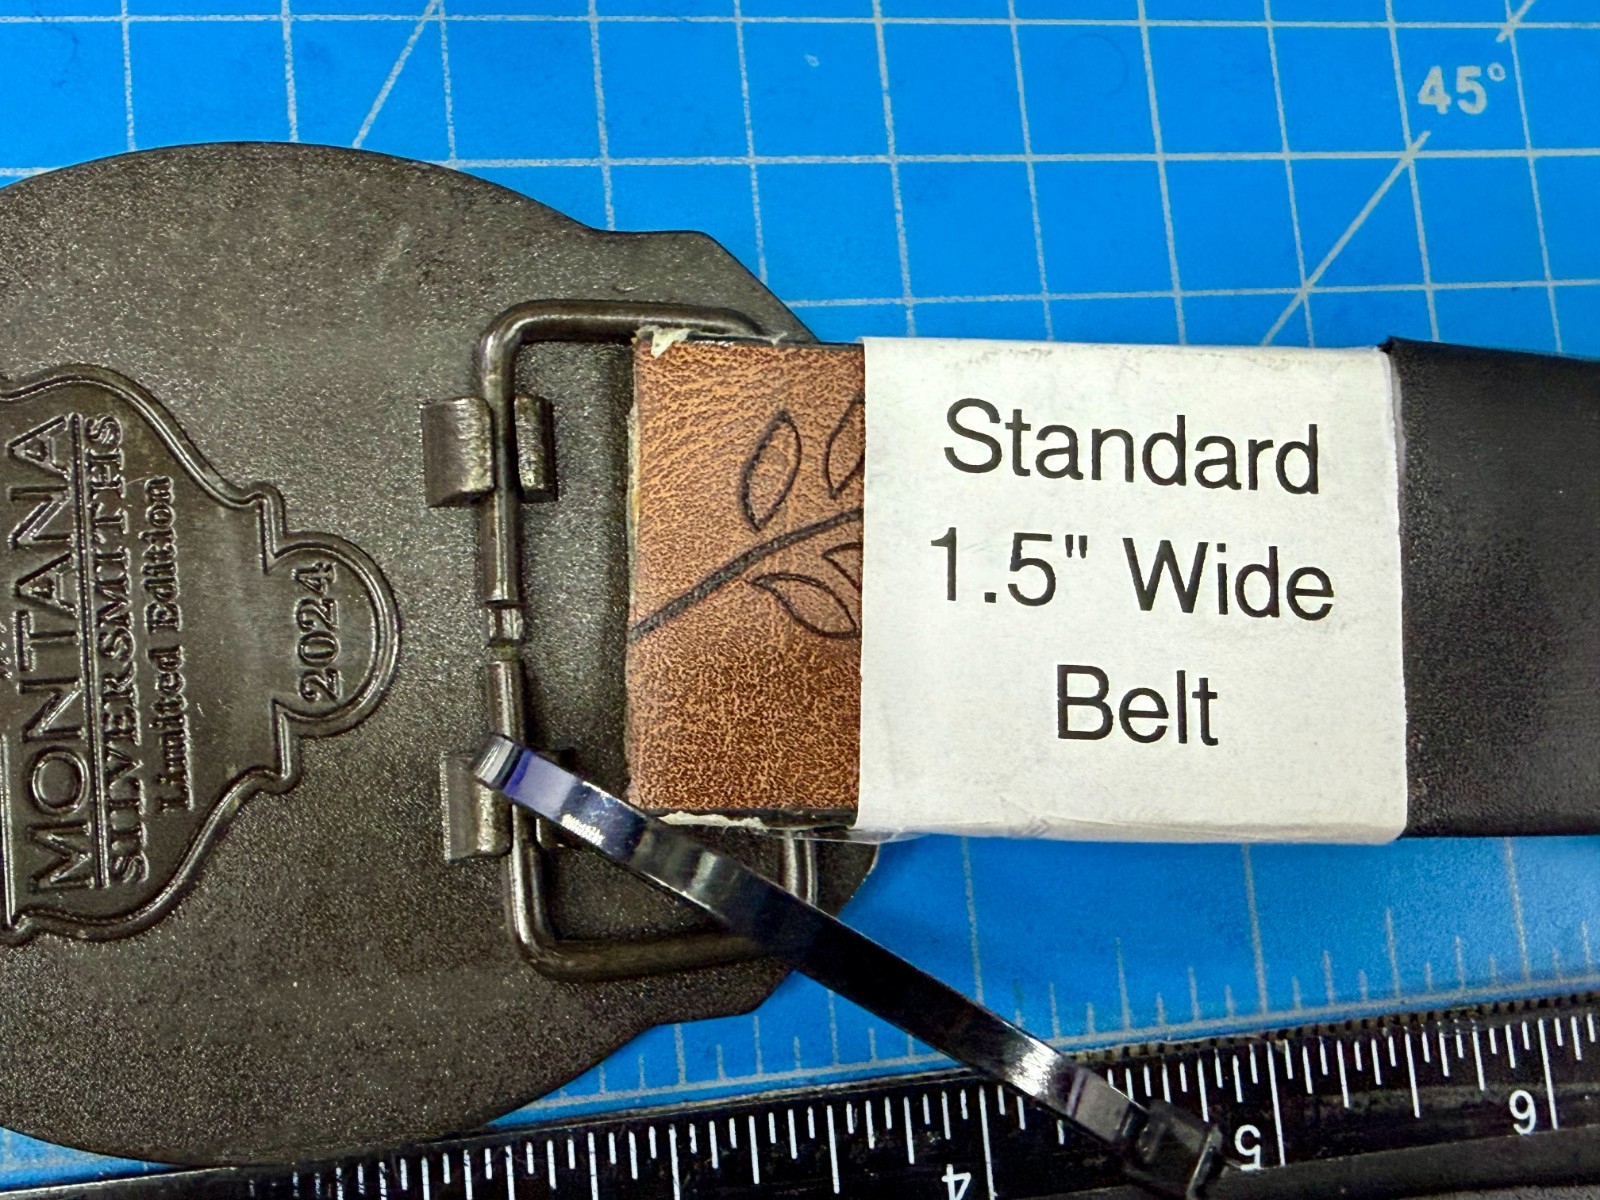 MONTANA
SILVERSMITHS
Limited Edition
2024
Standard
1.5" Wide
Belt
45°
4
5
6